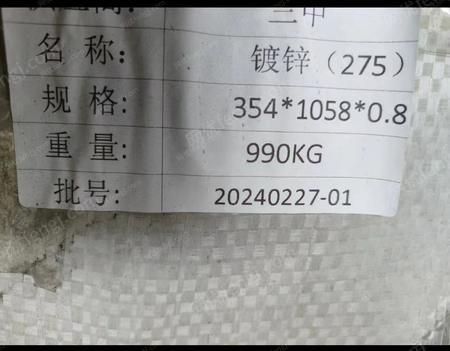 名 称: 镀锌（275）
规 格: 354*1058*0.8
重 量: 990KG
批号: 20240227-01